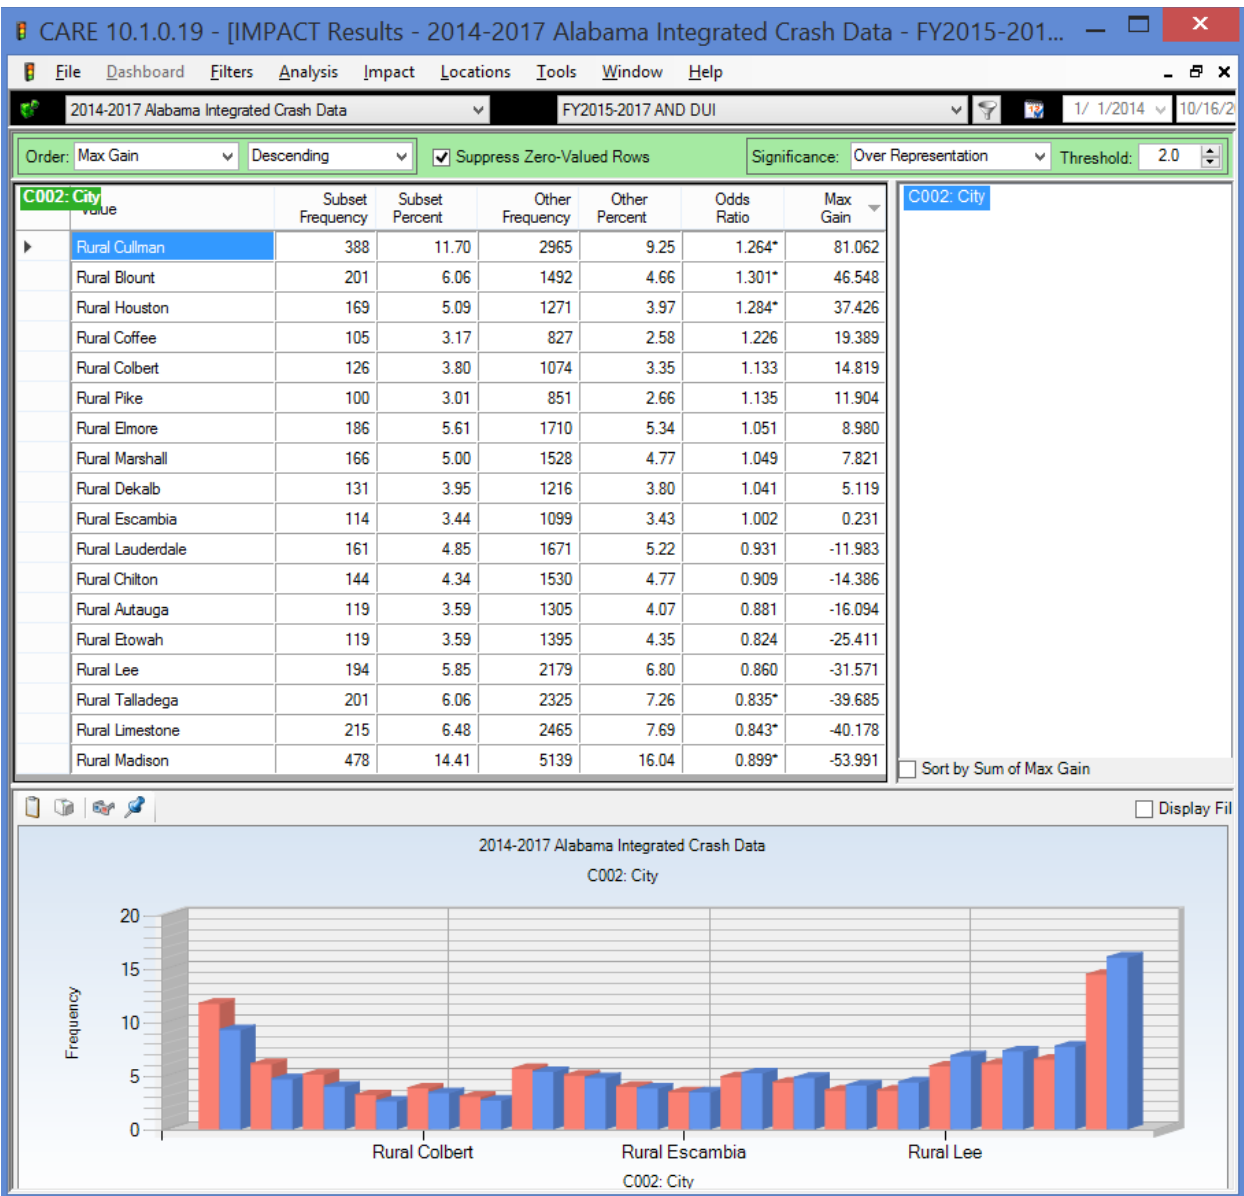 CARE 10.1.0.19 - [IMPACT Results - 2014-2017 Alabama Integrated Crash Data - FY2015-201...
File Dashboard Filters Analysis Impact Locations Tools Window Help
2014-2017 Alabama Integrated Crash Data FY2015-2017 AND DUI 1/ 1/2014 10/16/2
Order: Max Gain Descending Suppress Zero-Valued Rows Significance: Over Representation Threshold: 2.0
C002: City
Value Subset Frequency Subset Percent Other Frequency Other Percent Odds Ratio Max Gain
C002: City
Rural Cullman 388 11.70 2965 9.25 1.264* 81.062
Rural Blount 201 6.06 1492 4.66 1.301* 46.548
Rural Houston 169 5.09 1271 3.97 1.284* 37.426
Rural Coffee 105 3.17 827 2.58 1.226 19.389
Rural Colbert 126 3.80 1074 3.35 1.133 14.819
Rural Pike 100 3.01 851 2.66 1.135 11.904
Rural Elmore 186 5.61 1710 5.34 1.051 8.980
Rural Marshall 166 5.00 1528 4.77 1.049 7.821
Rural Dekalb 131 3.95 1216 3.80 1.041 5.119
Rural Escambia 114 3.44 1099 3.43 1.002 0.231
Rural Lauderdale 161 4.85 1671 5.22 0.931 -11.983
Rural Chilton 144 4.34 1530 4.77 0.909 -14.386
Rural Autauga 119 3.59 1305 4.07 0.881 -16.094
Rural Etowah 119 3.59 1395 4.35 0.824 -25.411
Rural Lee 194 5.85 2179 6.80 0.860 -31.571
Rural Talladega 201 6.06 2325 7.26 0.835* -39.685
Rural Limestone 215 6.48 2465 7.69 0.843* -40.178
Rural Madison 478 14.41 5139 16.04 0.899* -53.991
Sort by Sum of Max Gain
Display Fil
2014-2017 Alabama Integrated Crash Data
C002: City
20
15
10
5
0
Frequency
Rural Colbert Rural Escambia Rural Lee
C002: City